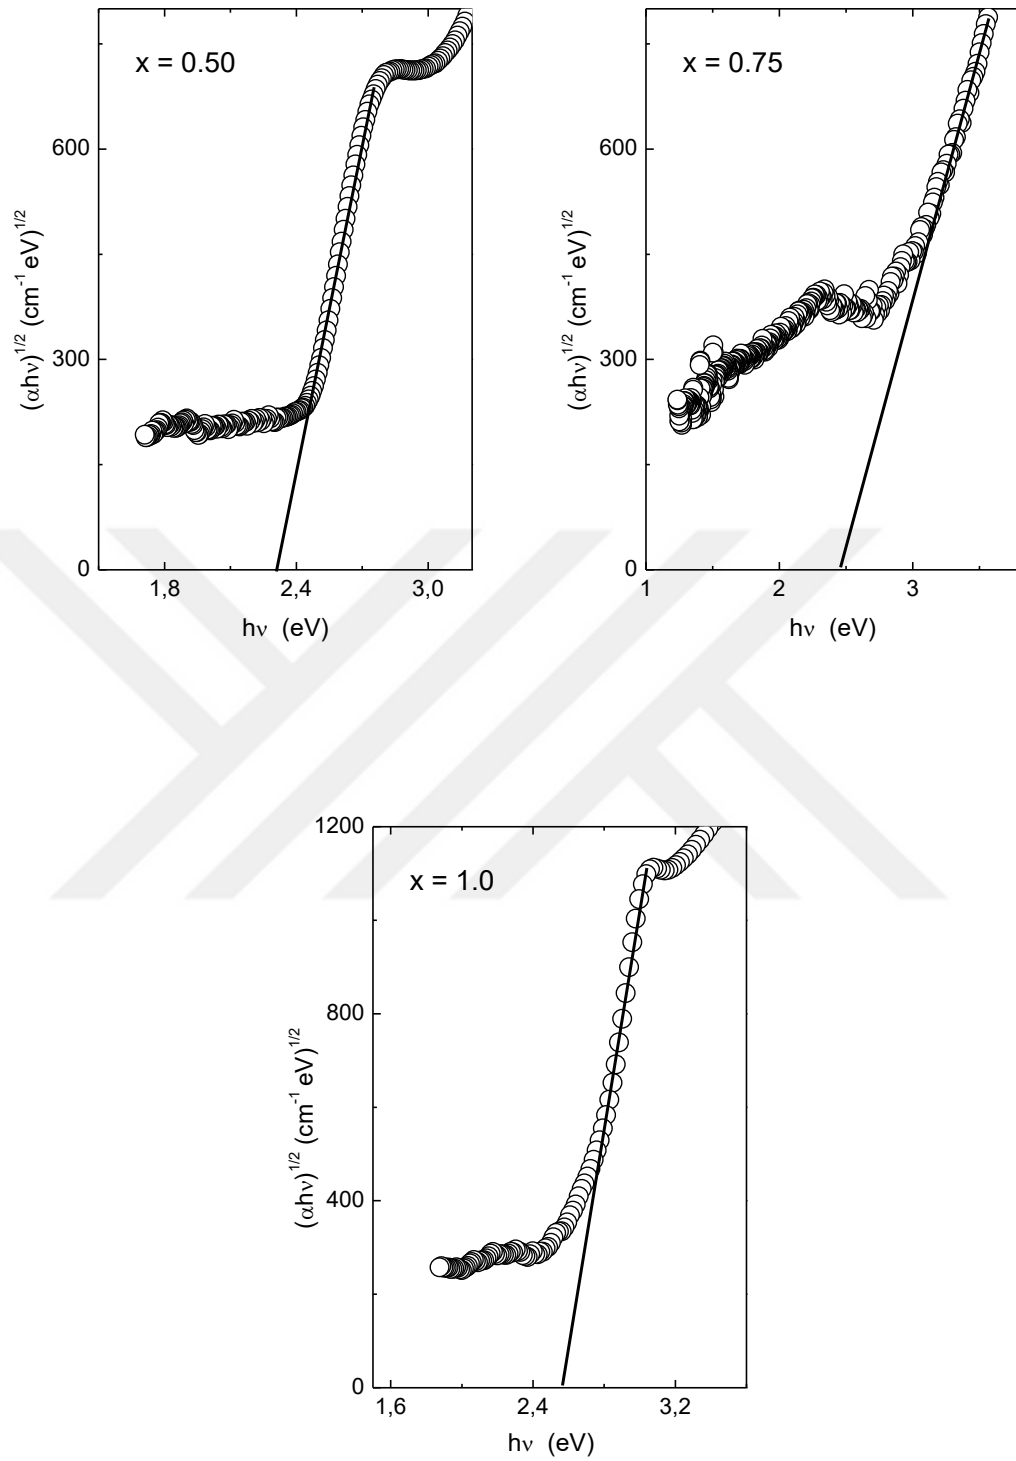 x = 0.50
600
300
0
(αhν)^1/2 (cm^-1 eV)^1/2
1,8
2,4
3,0
hν (eV)
x = 0.75
600
300
0
(αhν)^1/2 (cm^-1 eV)^1/2
1
2
3
hν (eV)
x = 1.0
1200
800
400
0
(αhν)^1/2 (cm^-1 eV)^1/2
1,6
2,4
3,2
hν (eV)